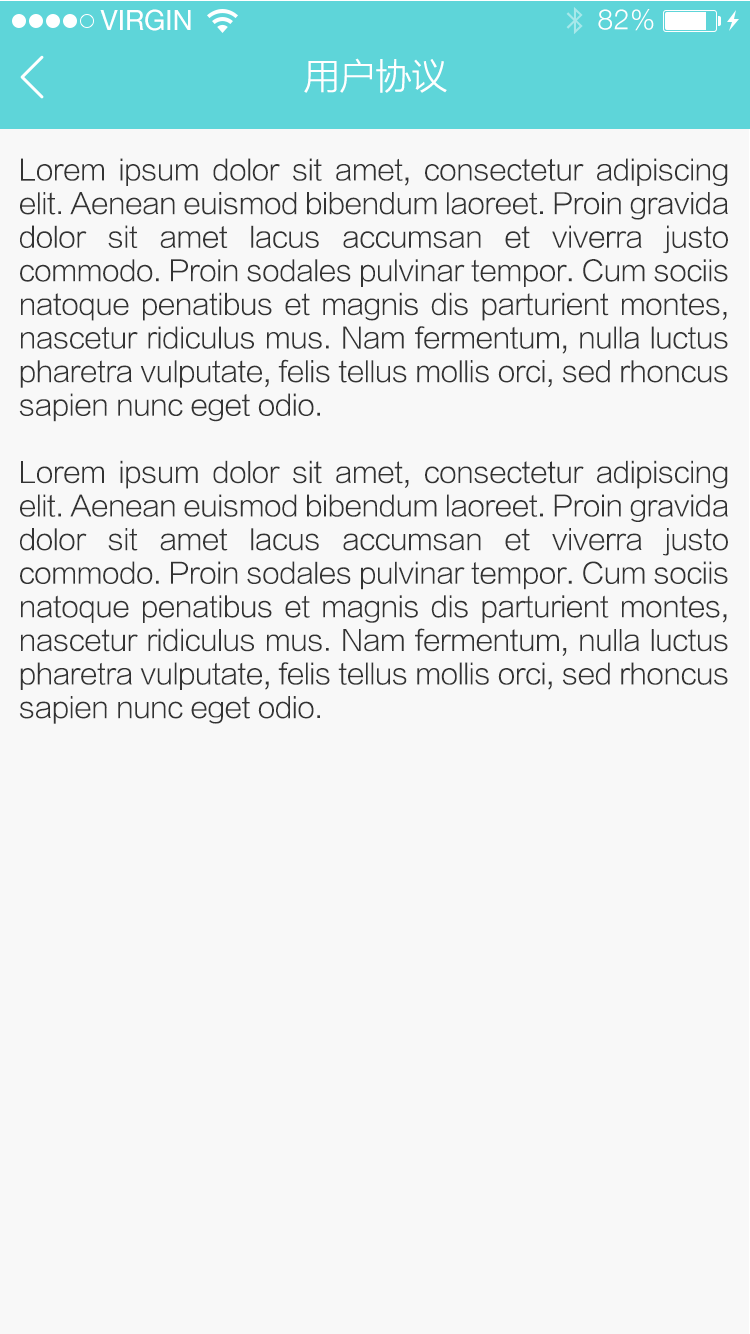 VIRGIN 82%
用户协议
Lorem ipsum dolor sit amet, consectetur adipiscing
elit. Aenean euismod bibendum laoreet. Proin gravida
dolor sit amet lacus accumsan et viverra justo
commodo. Proin sodales pulvinar tempor. Cum sociis
natoque penatibus et magnis dis parturient montes,
nascetur ridiculus mus. Nam fermentum, nulla luctus
pharetra vulputate, felis tellus mollis orci, sed rhoncus
sapien nunc eget odio.
Lorem ipsum dolor sit amet, consectetur adipiscing
elit. Aenean euismod bibendum laoreet. Proin gravida
dolor sit amet lacus accumsan et viverra justo
commodo. Proin sodales pulvinar tempor. Cum sociis
natoque penatibus et magnis dis parturient montes,
nascetur ridiculus mus. Nam fermentum, nulla luctus
pharetra vulputate, felis tellus mollis orci, sed rhoncus
sapien nunc eget odio.